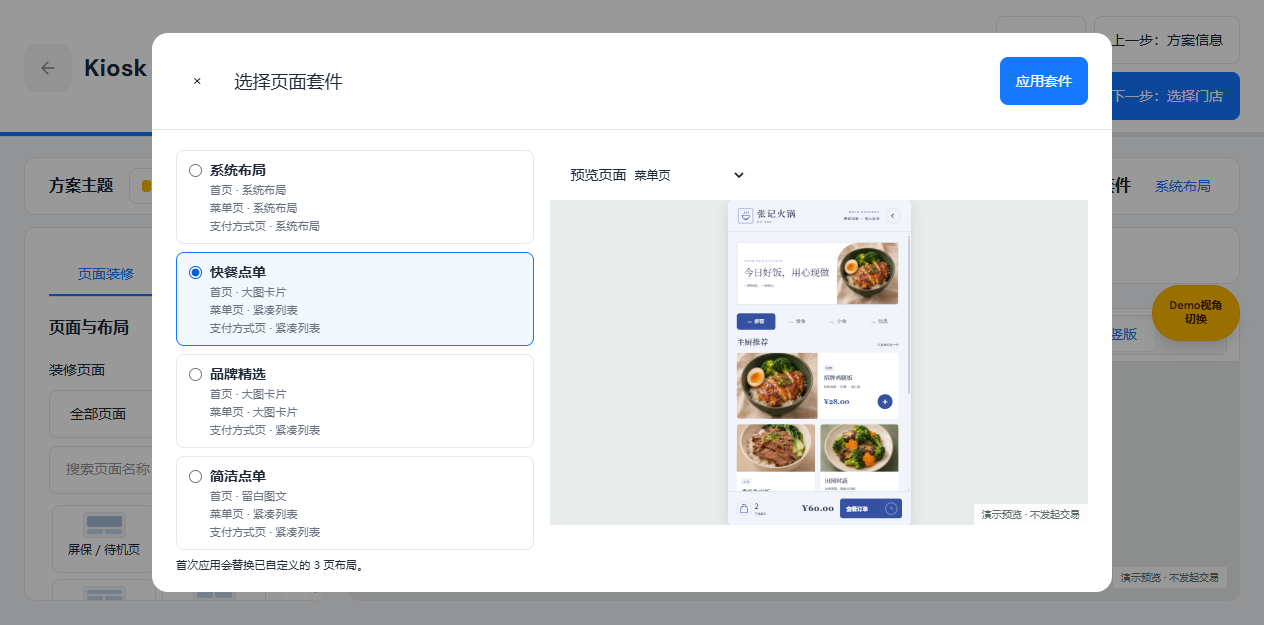 Kiosk
上一步：方案信息
下一步：选择门店
×
选择页面套件
应用套件
方案主题
套件
系统布局
页面装修
页面与布局
装修页面
全部页面
搜索页面名称
屏保 / 待机页
系统布局
首页 · 系统布局
菜单页 · 系统布局
支付方式页 · 系统布局
快餐点单
首页 · 大图卡片
菜单页 · 紧凑列表
支付方式页 · 紧凑列表
品牌精选
首页 · 大图卡片
菜单页 · 大图卡片
支付方式页 · 紧凑列表
简洁点单
首页 · 留白图文
菜单页 · 紧凑列表
支付方式页 · 紧凑列表
首次应用会替换已自定义的 3 页布局。
预览页面 菜单页
张记火锅
今日好饭，用心现做
主厨推荐
招牌鸡腿饭
¥28.00
田园时蔬
2
¥60.00
查看订单
演示预览 · 不发起交易
Demo视角
切换
竖版
演示预览 · 不发起交易